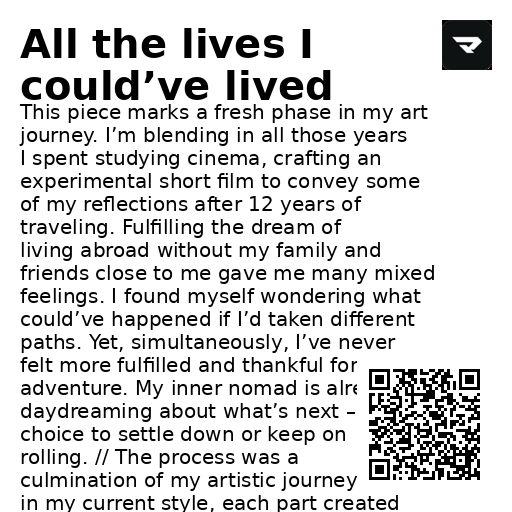 All the lives I
could’ve lived
This piece marks a fresh phase in my art
journey. I’m blending in all those years
I spent studying cinema, crafting an
experimental short film to convey some
of my reflections after 12 years of
traveling. Fulfilling the dream of
living abroad without my family and
friends close to me gave me many mixed
feelings. I found myself wondering what
could’ve happened if I’d taken different
paths. Yet, simultaneously, I’ve never
felt more fulfilled and thankful for
adventure. My inner nomad is
daydreaming about what’s next –
choice to settle down or keep on
rolling. // The process was a
culmination of my artistic journey
in my current style, each part created